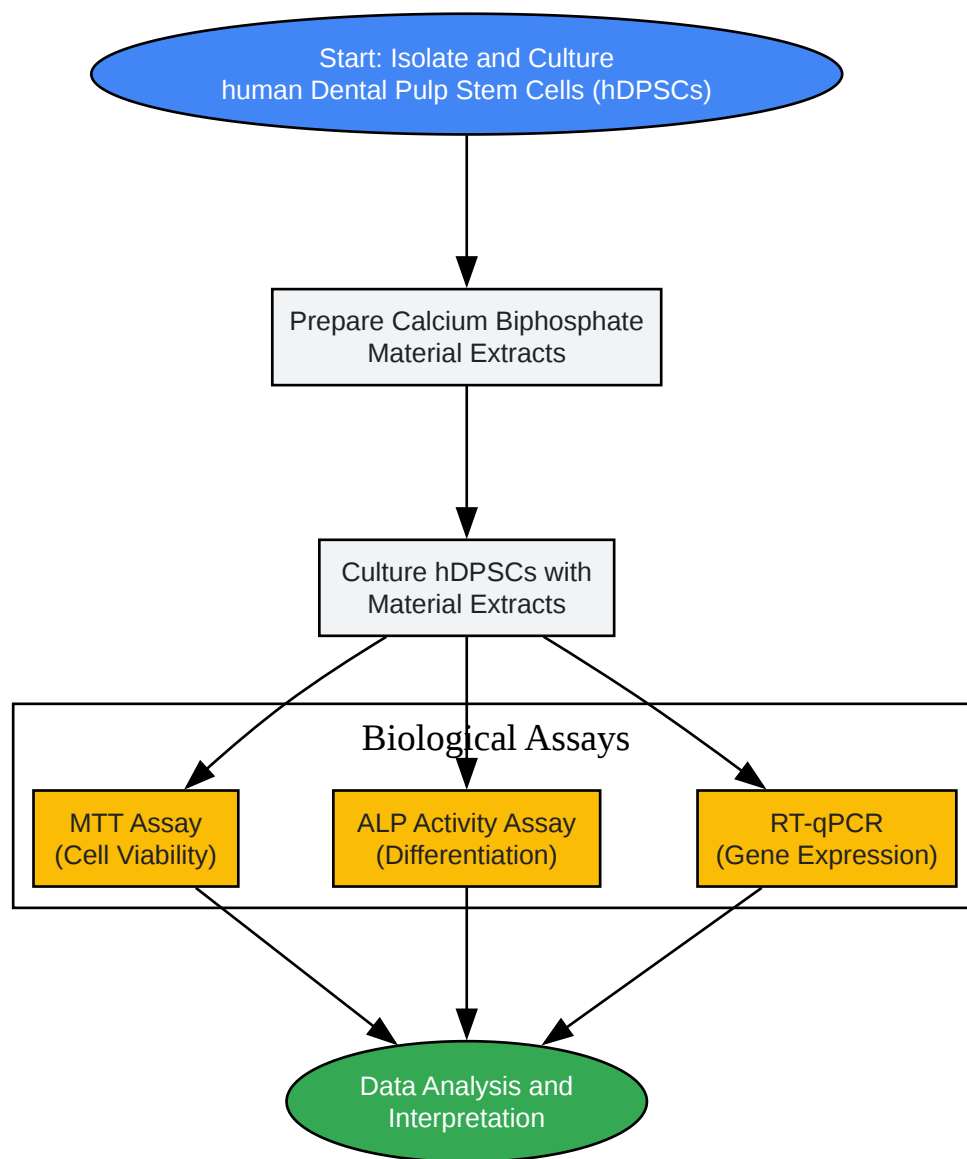 Start: Isolate and Culture
human Dental Pulp Stem Cells (hDPSCs)
Prepare Calcium Biphosphate
Material Extracts
Culture hDPSCs with
Material Extracts
Biological Assays
MTT Assay
(Cell Viability)
ALP Activity Assay
(Differentiation)
RT-qPCR
(Gene Expression)
Data Analysis and
Interpretation